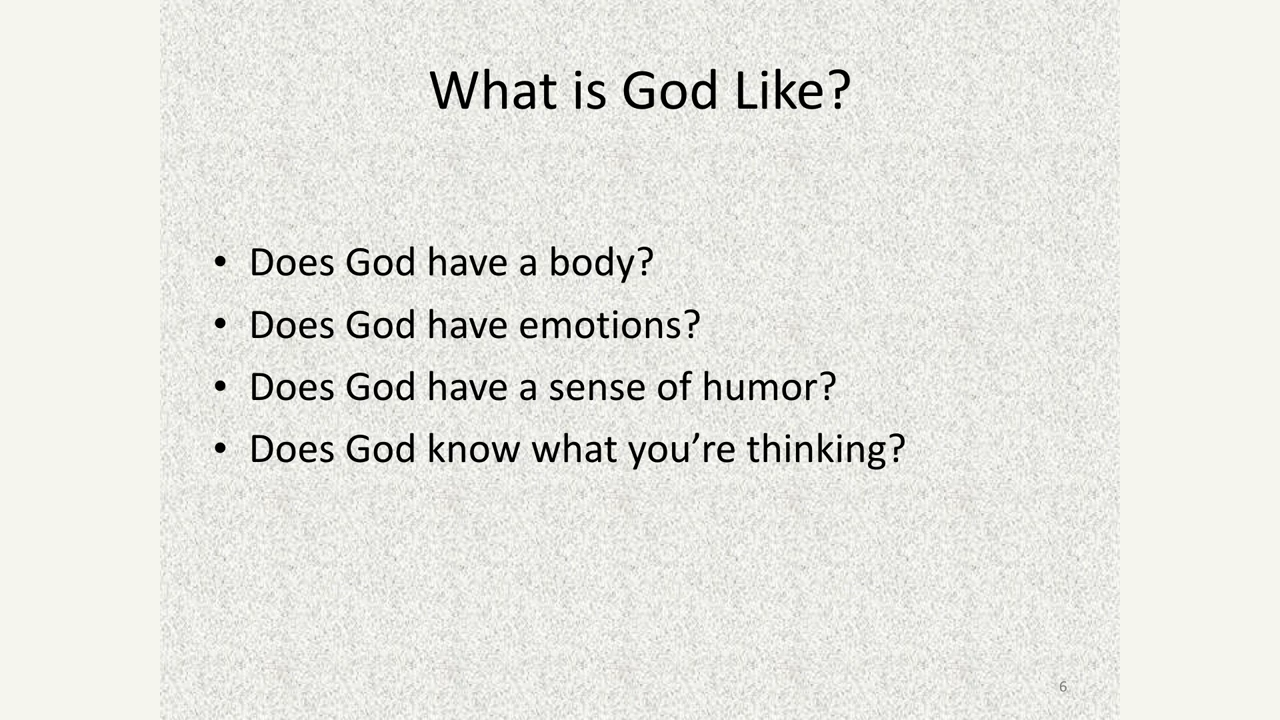 What is God Like?
• Does God have a body?
• Does God have emotions?
• Does God have a sense of humor?
• Does God know what you’re thinking?
6